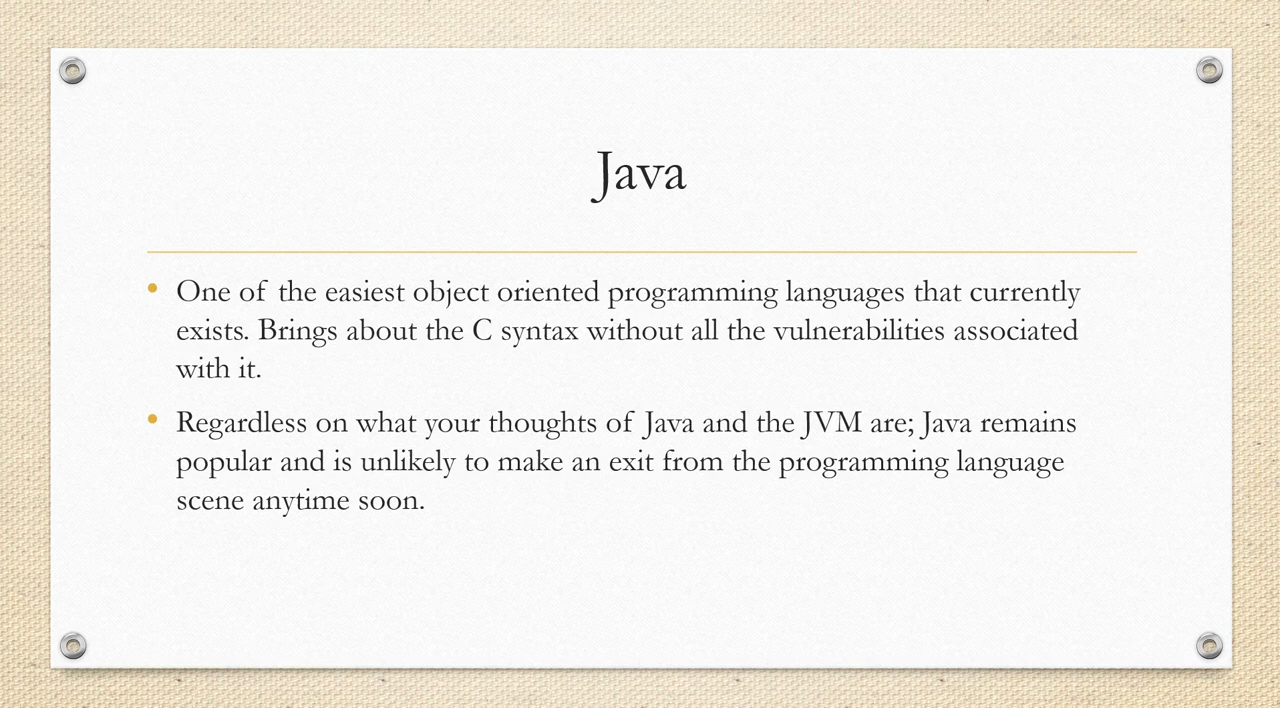 Java
• One of the easiest object oriented programming languages that currently
exists. Brings about the C syntax without all the vulnerabilities associated
with it.
• Regardless on what your thoughts of Java and the JVM are; Java remains
popular and is unlikely to make an exit from the programming language
scene anytime soon.